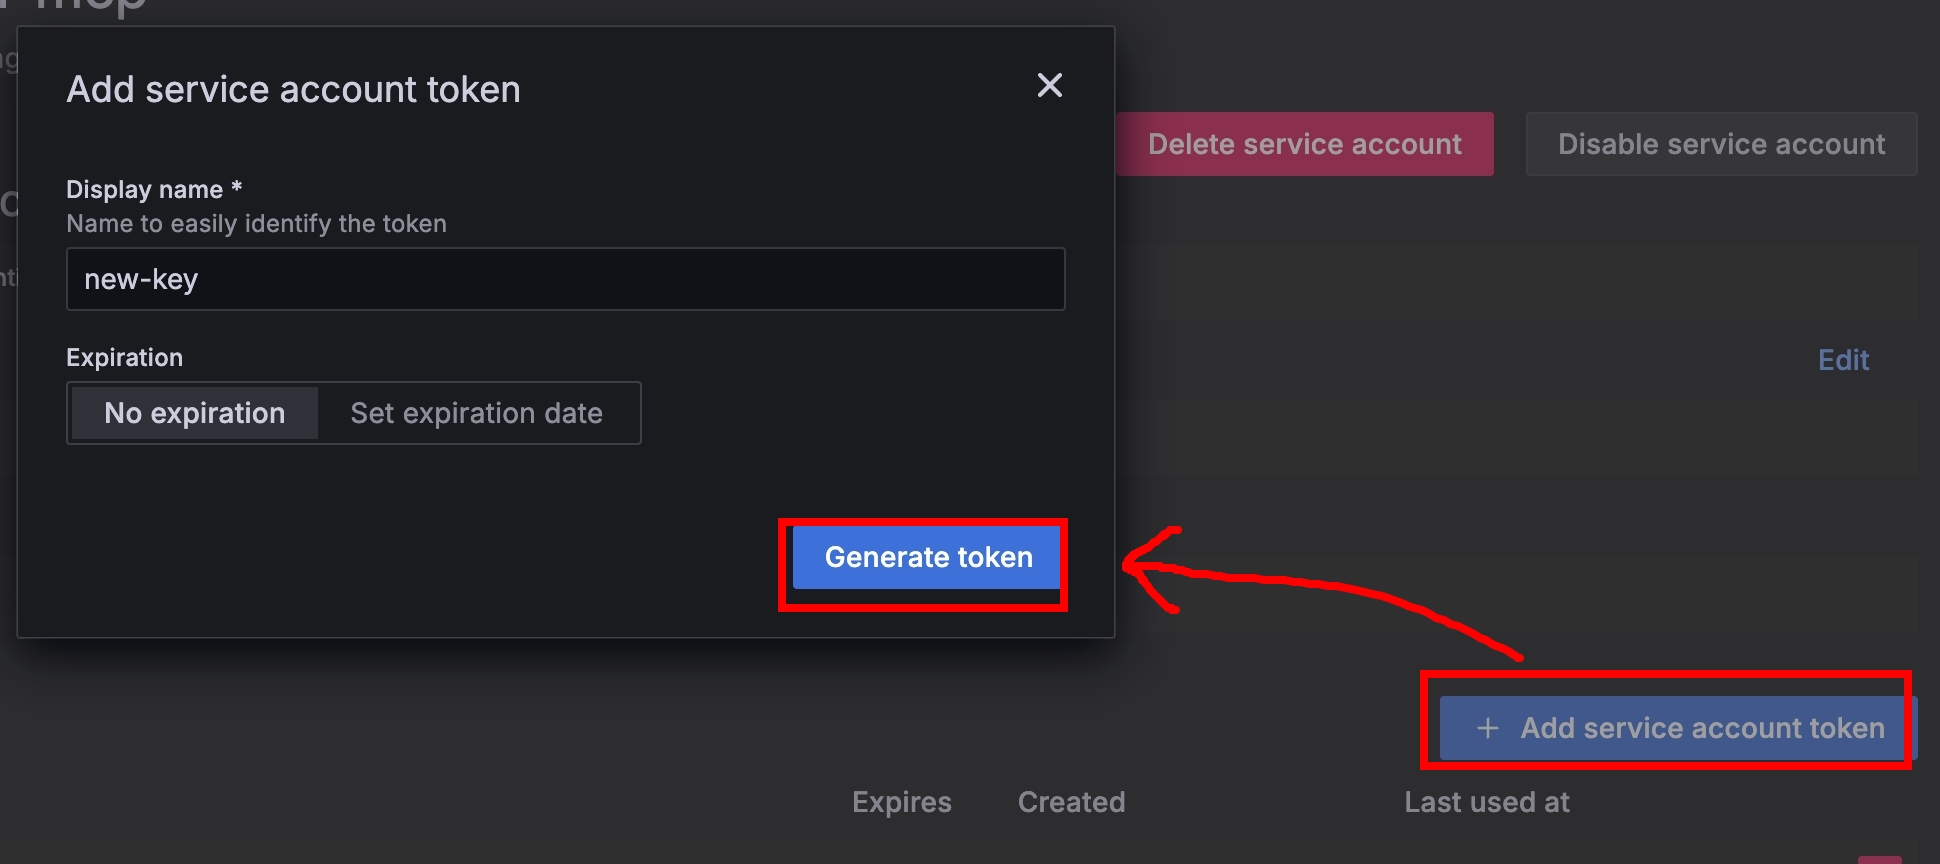 mcp
Add service account token
Delete service account
Disable service account
Display name *
Name to easily identify the token
new-key
Expiration
Edit
No expiration
Set expiration date
Generate token
+ Add service account token
Expires
Created
Last used at